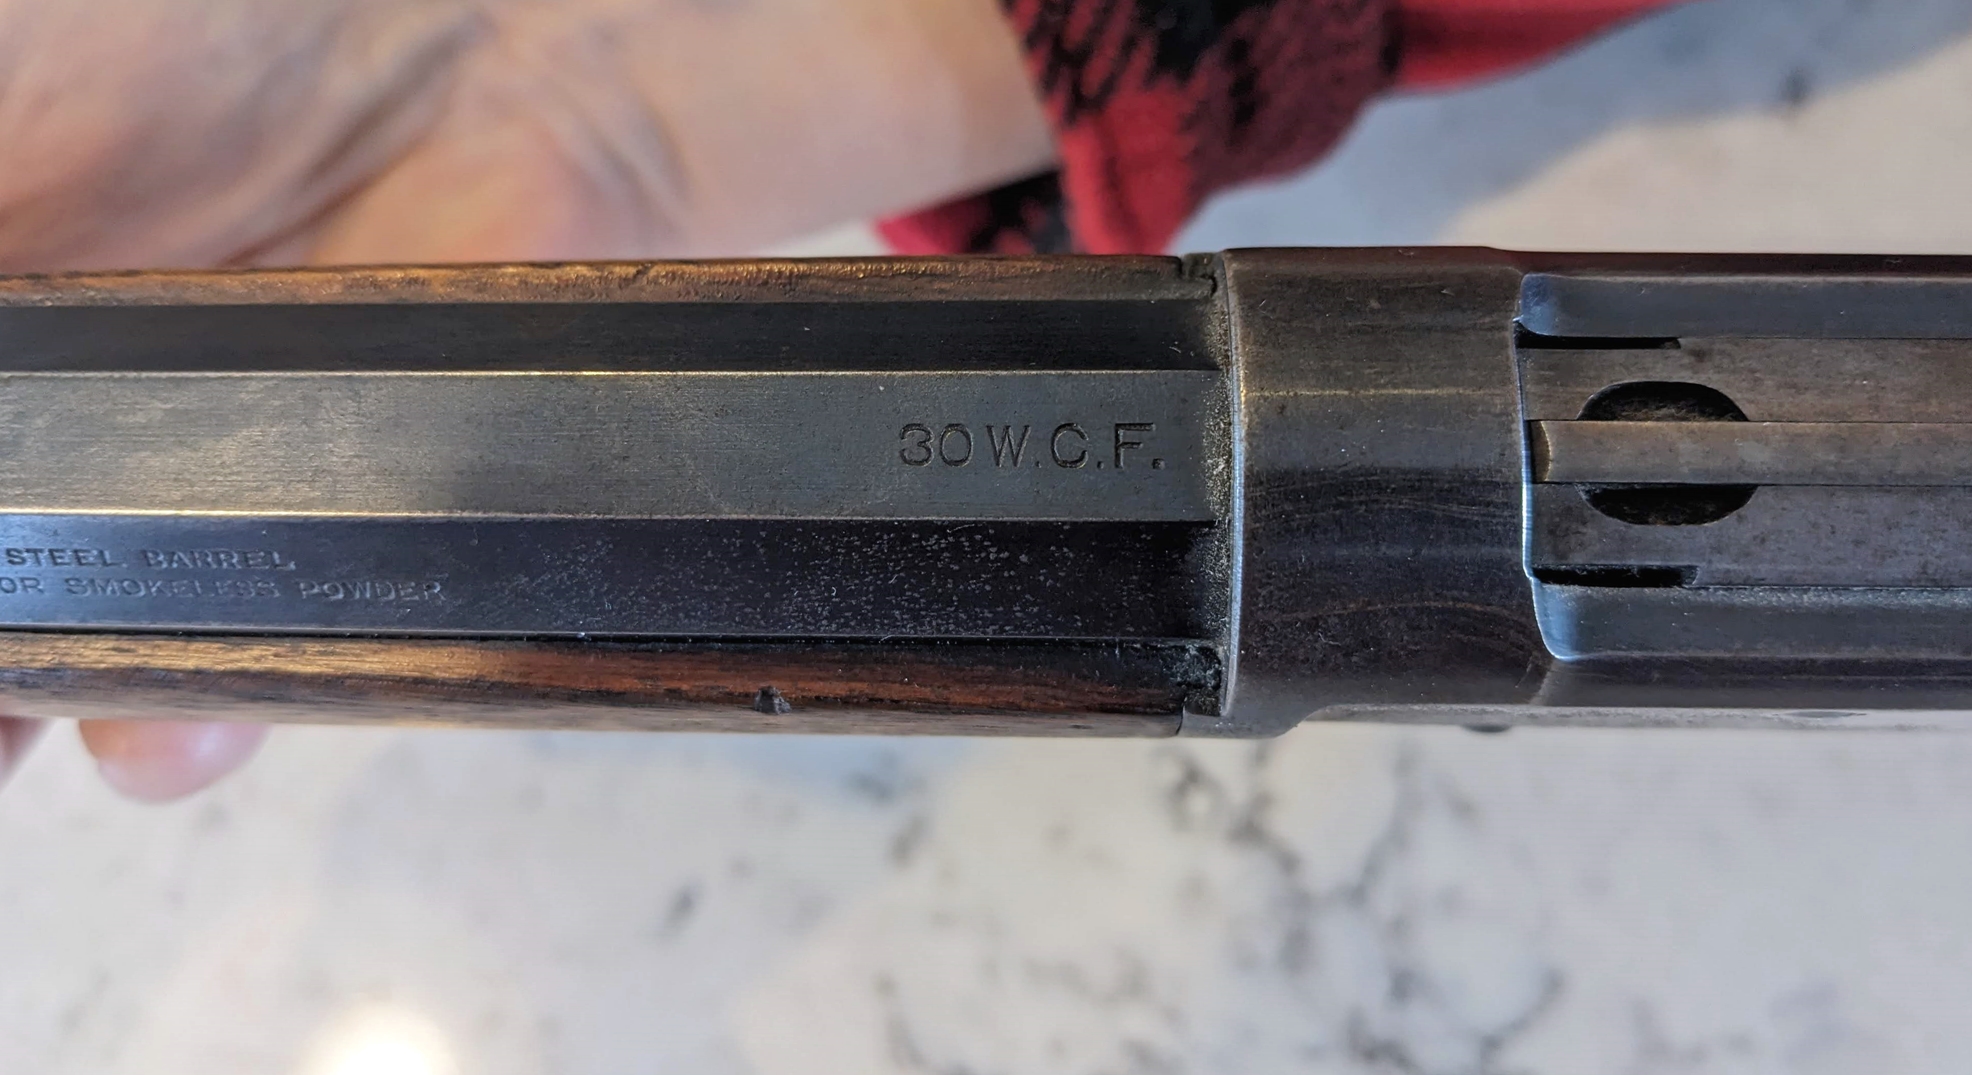 30 W.C.F.
STEEL BARREL
OR SMOKELESS POWDER